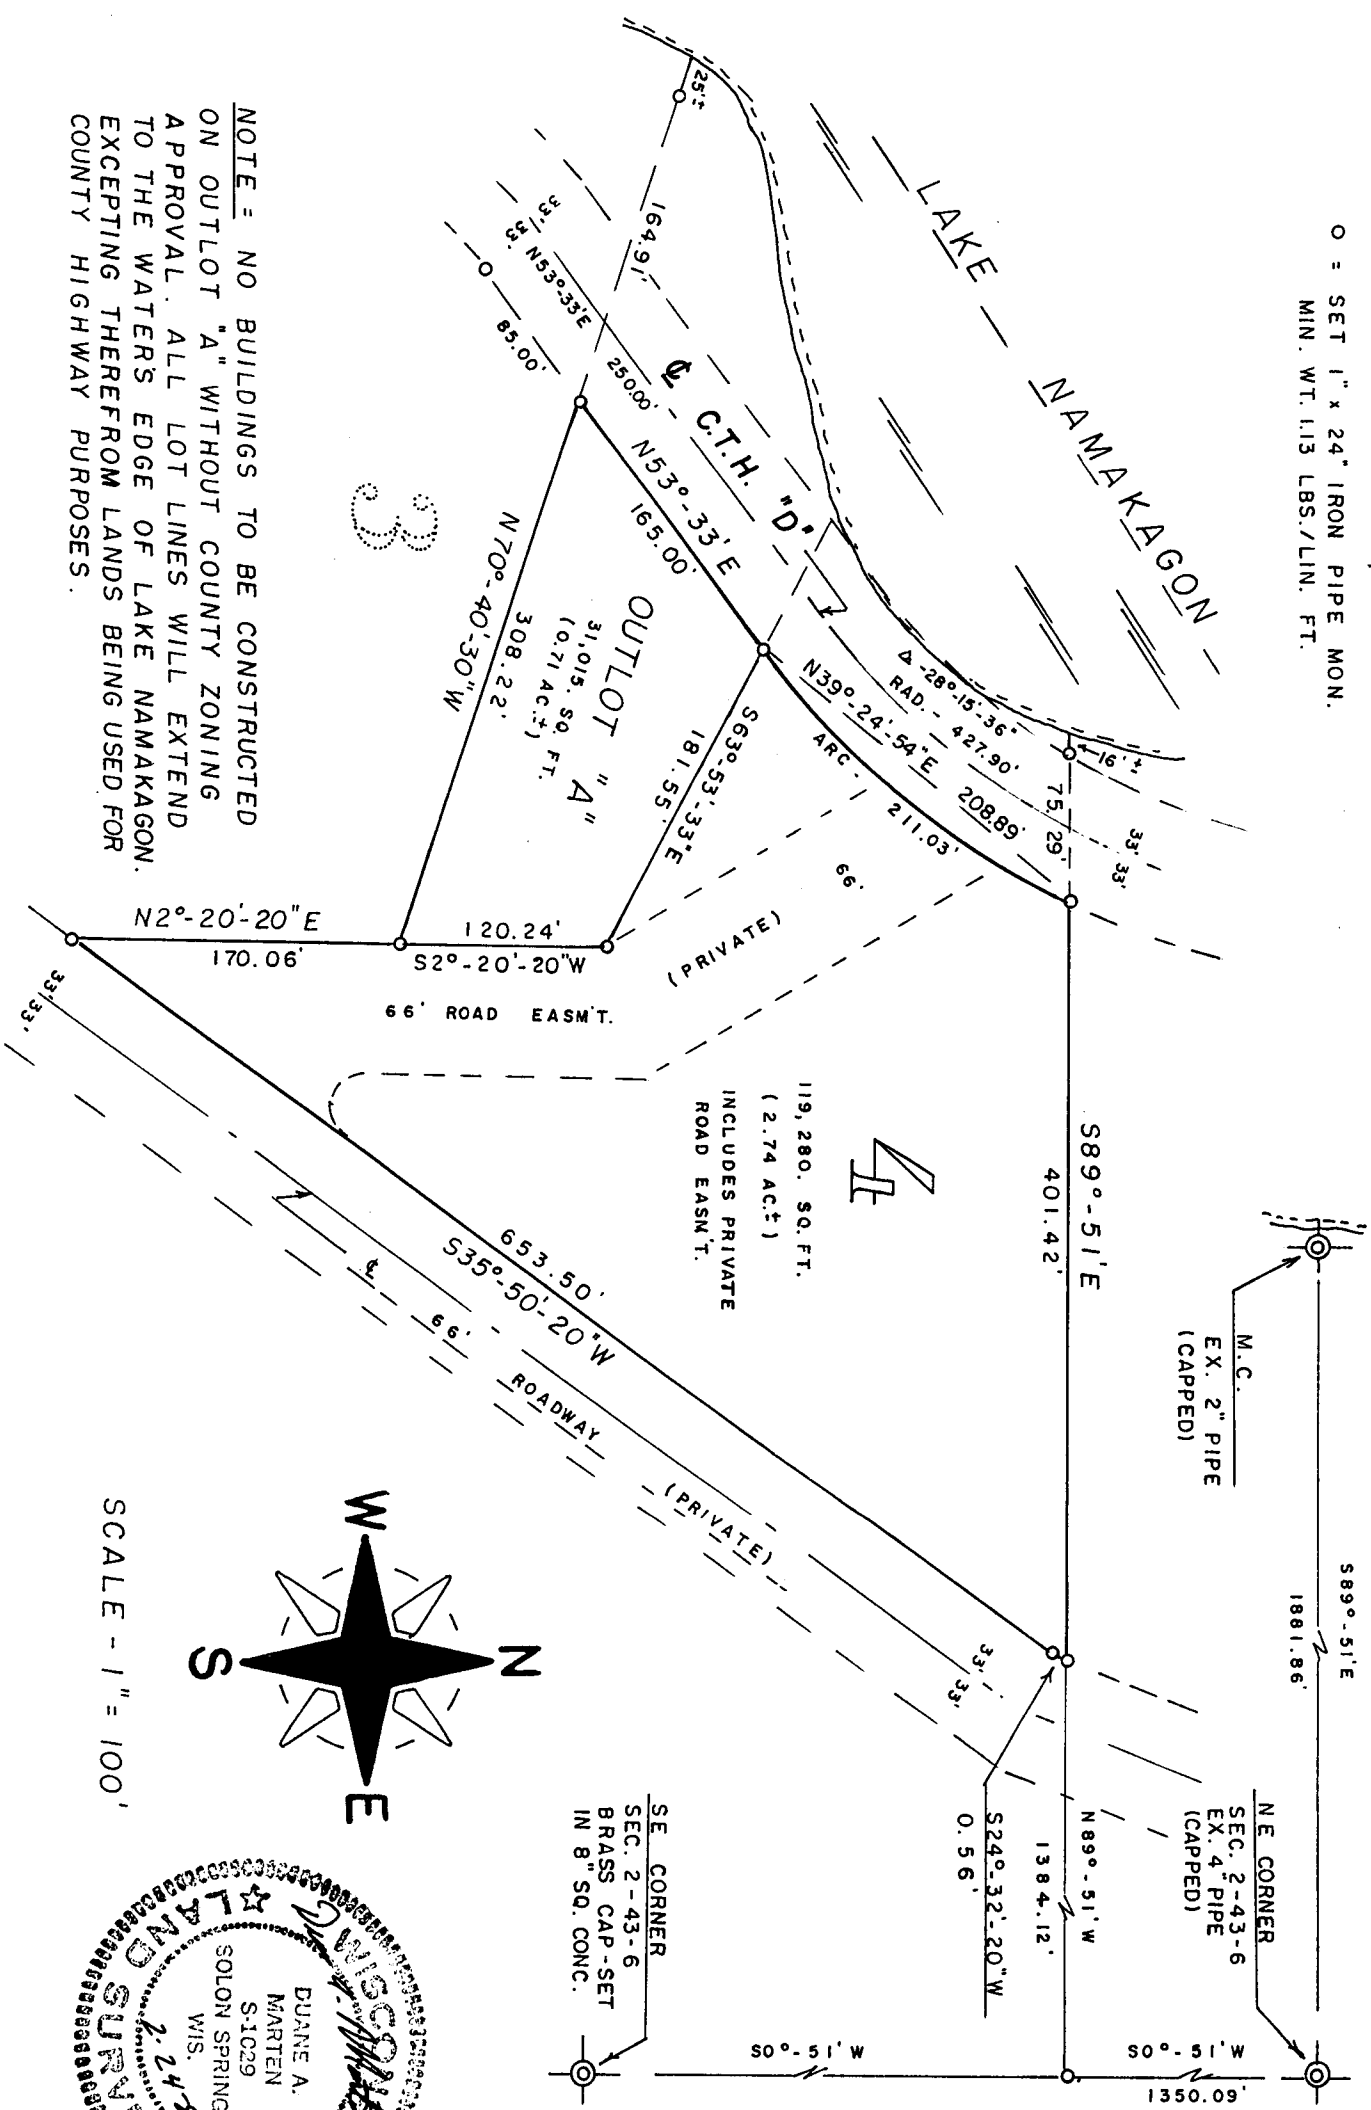 O = SET 1" x 24" IRON PIPE MON.
MIN. WT. 1.13 LBS./LIN. FT.
LAKE NAMAKAGON
S89°-51'E
1881.86'
M.C.
EX. 2" PIPE
(CAPPED)
NE CORNER
SEC. 2-43-6
EX. 4" PIPE
(CAPPED)
S0°-51'W
1350.09'
25'±
164.91'
33'
33'
N53°-33'E
250.00'
85.00'
℄ C.T.H. "D"
N53°-33'E
165.00'
Δ -28°-15'-36"
RAD. - 427.90'
N39°-24'-54"E
208.89'
ARC - 211.03'
16'±
75.29'
33'
33'
S89°-51'E
401.42'
N89°-51'W
1384.12'
S24°-32'-20"W
0.56'
OUTLOT "A"
31,015. SQ. FT.
(0.71 AC.±)
308.22'
N70°-40'-30"W
S63°-53'-33"E
181.55'
66'
(PRIVATE)
3
4
119,280. SQ. FT.
(2.74 AC.±)
INCLUDES PRIVATE
ROAD EASM'T.
N2°-20'-20"E
170.06'
120.24'
S2°-20'-20"W
66' ROAD EASM'T.
33'
33'
653.50'
S35°-50'-20"W
℄
66'
ROADWAY
(PRIVATE)
33'
33'
NOTE = NO BUILDINGS TO BE CONSTRUCTED
ON OUTLOT "A" WITHOUT COUNTY ZONING
APPROVAL. ALL LOT LINES WILL EXTEND
TO THE WATER'S EDGE OF LAKE NAMAKAGON.
EXCEPTING THEREFROM LANDS BEING USED FOR
COUNTY HIGHWAY PURPOSES.
N
W
E
S
SCALE - 1" = 100'
SE CORNER
SEC. 2-43-6
BRASS CAP-SET
IN 8" SQ. CONC.
S0°-51'W
WISCON
DUANE A.
MARTEN
S-1029
SOLON SPRING
WIS.
LAND SURV